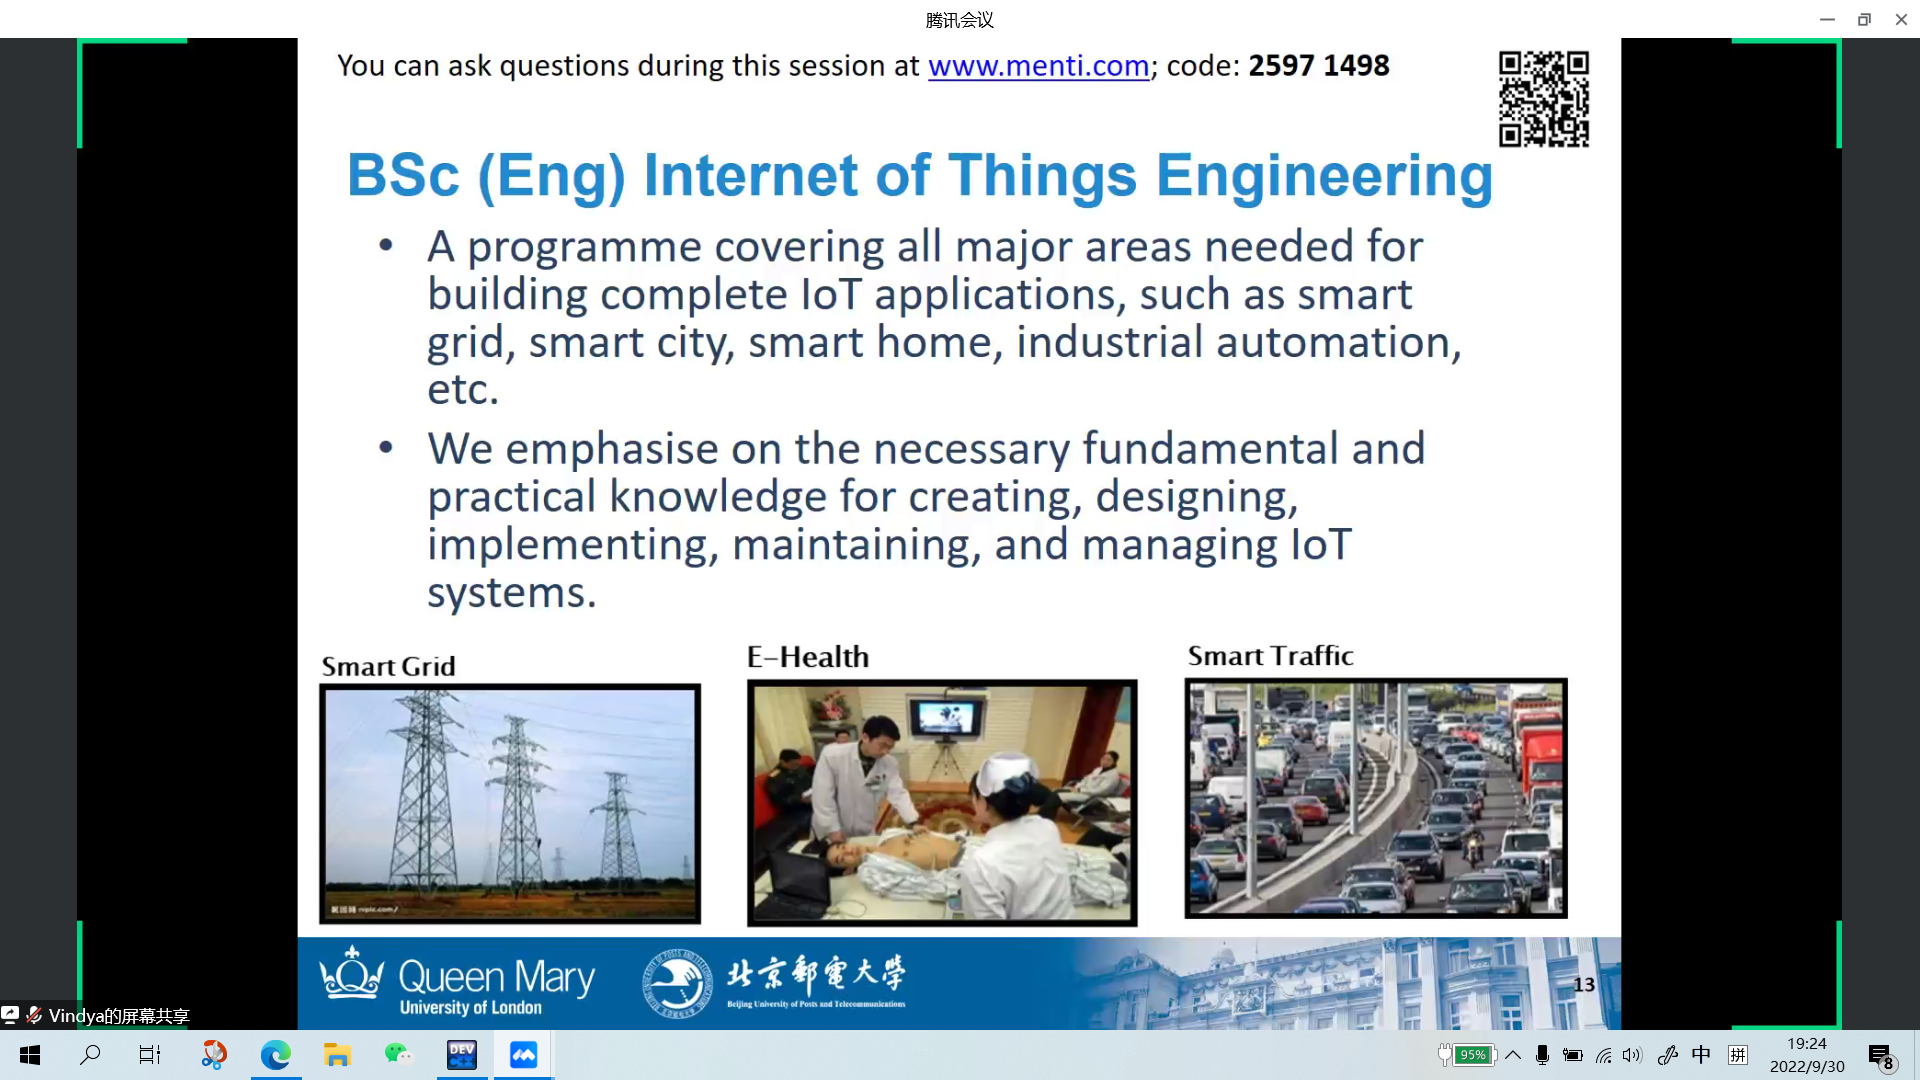 腾讯会议
You can ask questions during this session at www.menti.com; code: 2597 1498
BSc (Eng) Internet of Things Engineering
• A programme covering all major areas needed for
building complete IoT applications, such as smart
grid, smart city, smart home, industrial automation,
etc.
• We emphasise on the necessary fundamental and
practical knowledge for creating, designing,
implementing, maintaining, and managing IoT
systems.
Smart Grid
E-Health
Smart Traffic
nipic.com/
Queen Mary
University of London
北京郵電大學
Beijing University of Posts and Telecommunications
13
Vindya的屏幕共享
DEV
C++
95%
中
拼
19:24
2022/9/30
8